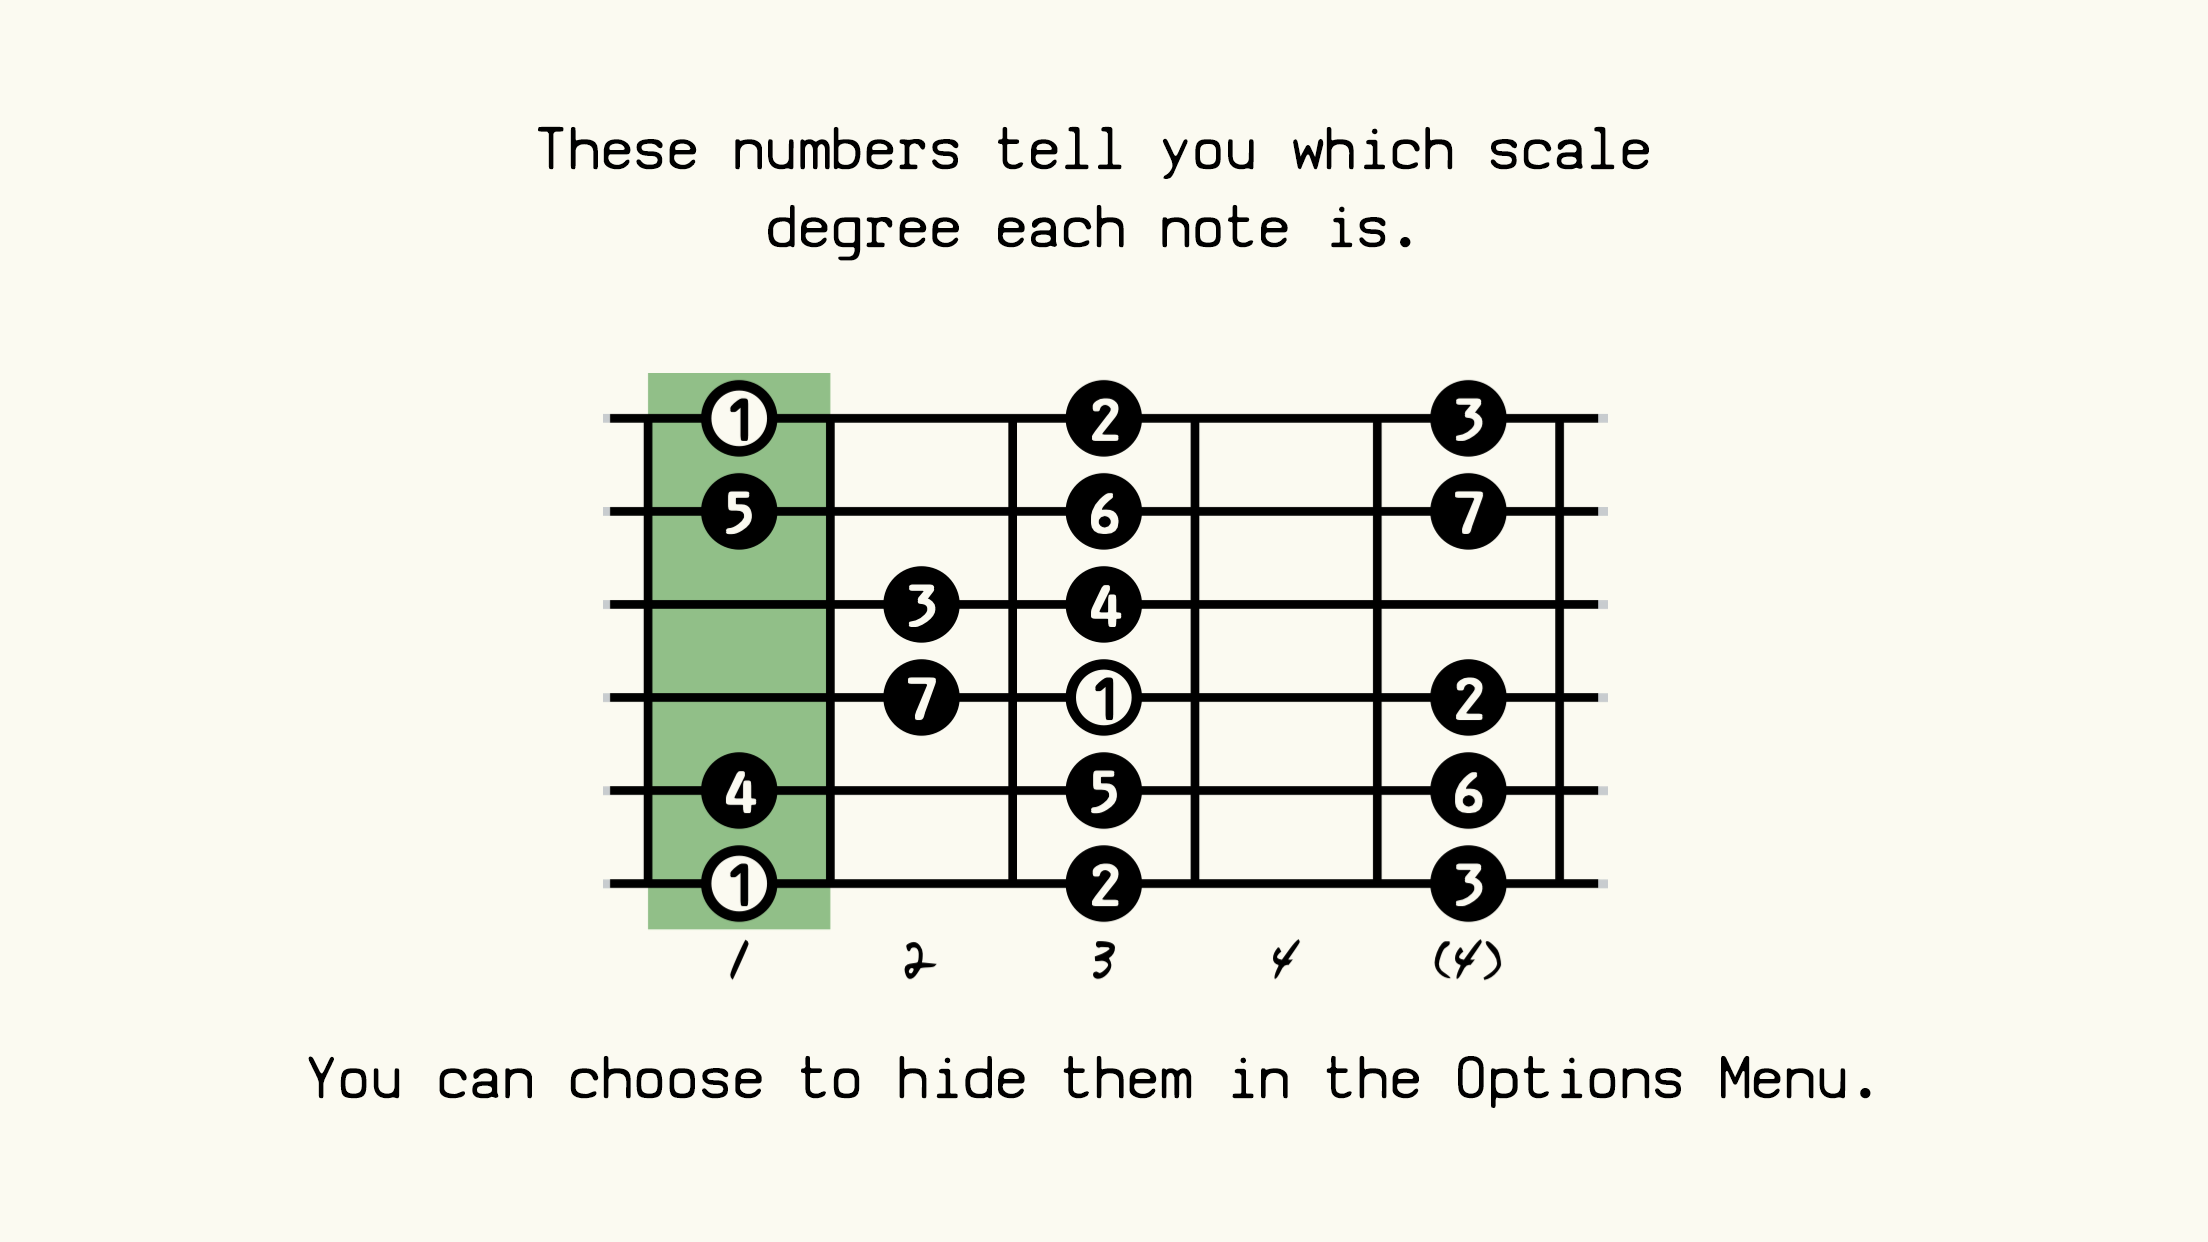 These numbers tell you which scale
degree each note is.
1 2 3
5 6 7
3 4
7 1 2
4 5 6
1 2 3
1 2 3 4 (4)
You can choose to hide them in the Options Menu.